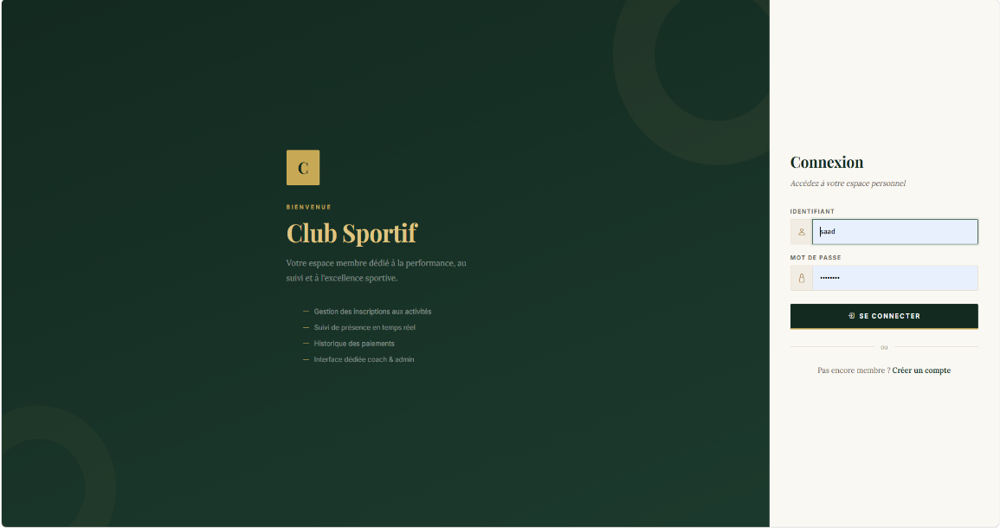 C
BIENVENUE
Club Sportif
Votre espace membre dédié à la performance, au
suivi et à l'excellence sportive.
— Gestion des inscriptions aux activités
— Suivi de présence en temps réel
— Historique des paiements
— Interface dédiée coach & admin
Connexion
Accédez à votre espace personnel
IDENTIFIANT
saad
MOT DE PASSE
••••••••
SE CONNECTER
ou
Pas encore membre ? Créer un compte